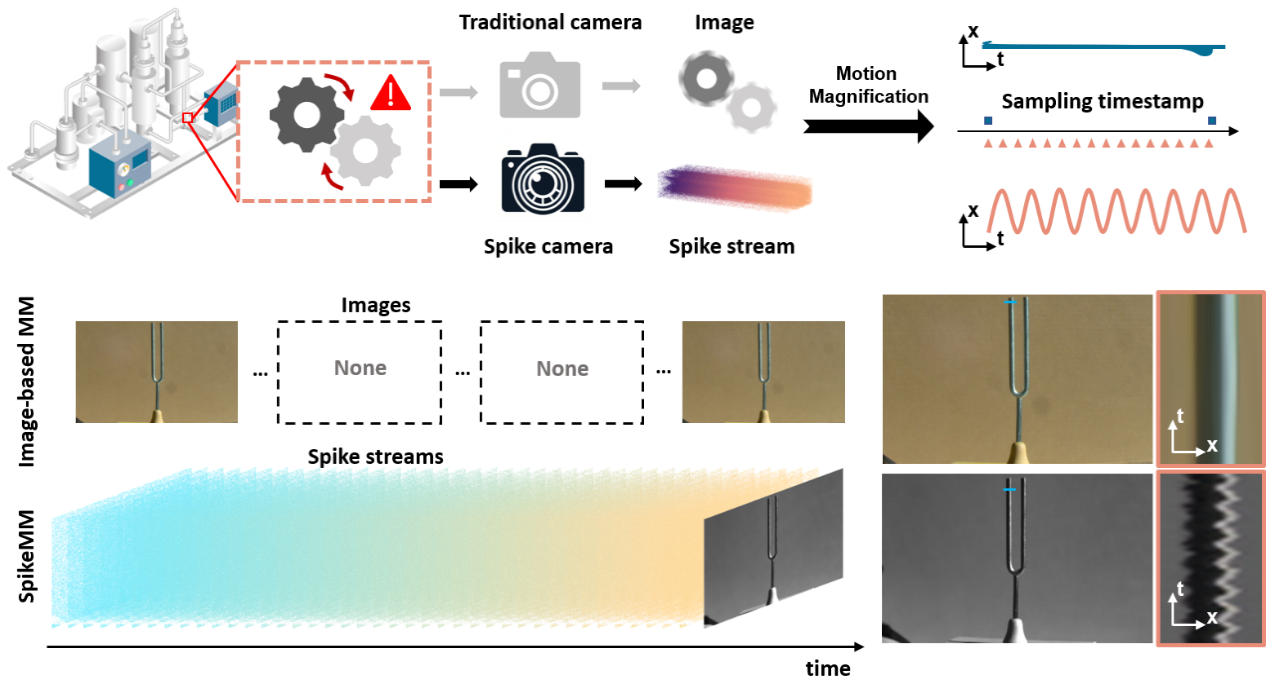 Traditional camera
Image
Spike camera
Spike stream
Motion
Magnification
x
t
Sampling timestamp
x
t
Image-based MM
Images
...
None
...
None
...
t
x
SpikeMM
Spike streams
time
t
x